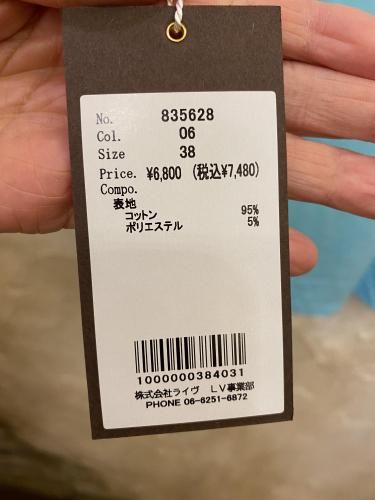 No. 835628
Col. 06
Size 38
Price. ¥6,800 (税込¥7,480)
Compo.
表地
コットン 95%
ポリエステル 5%
1000000384031
株式会社ライヴ LV事業部
PHONE 06-6251-6872